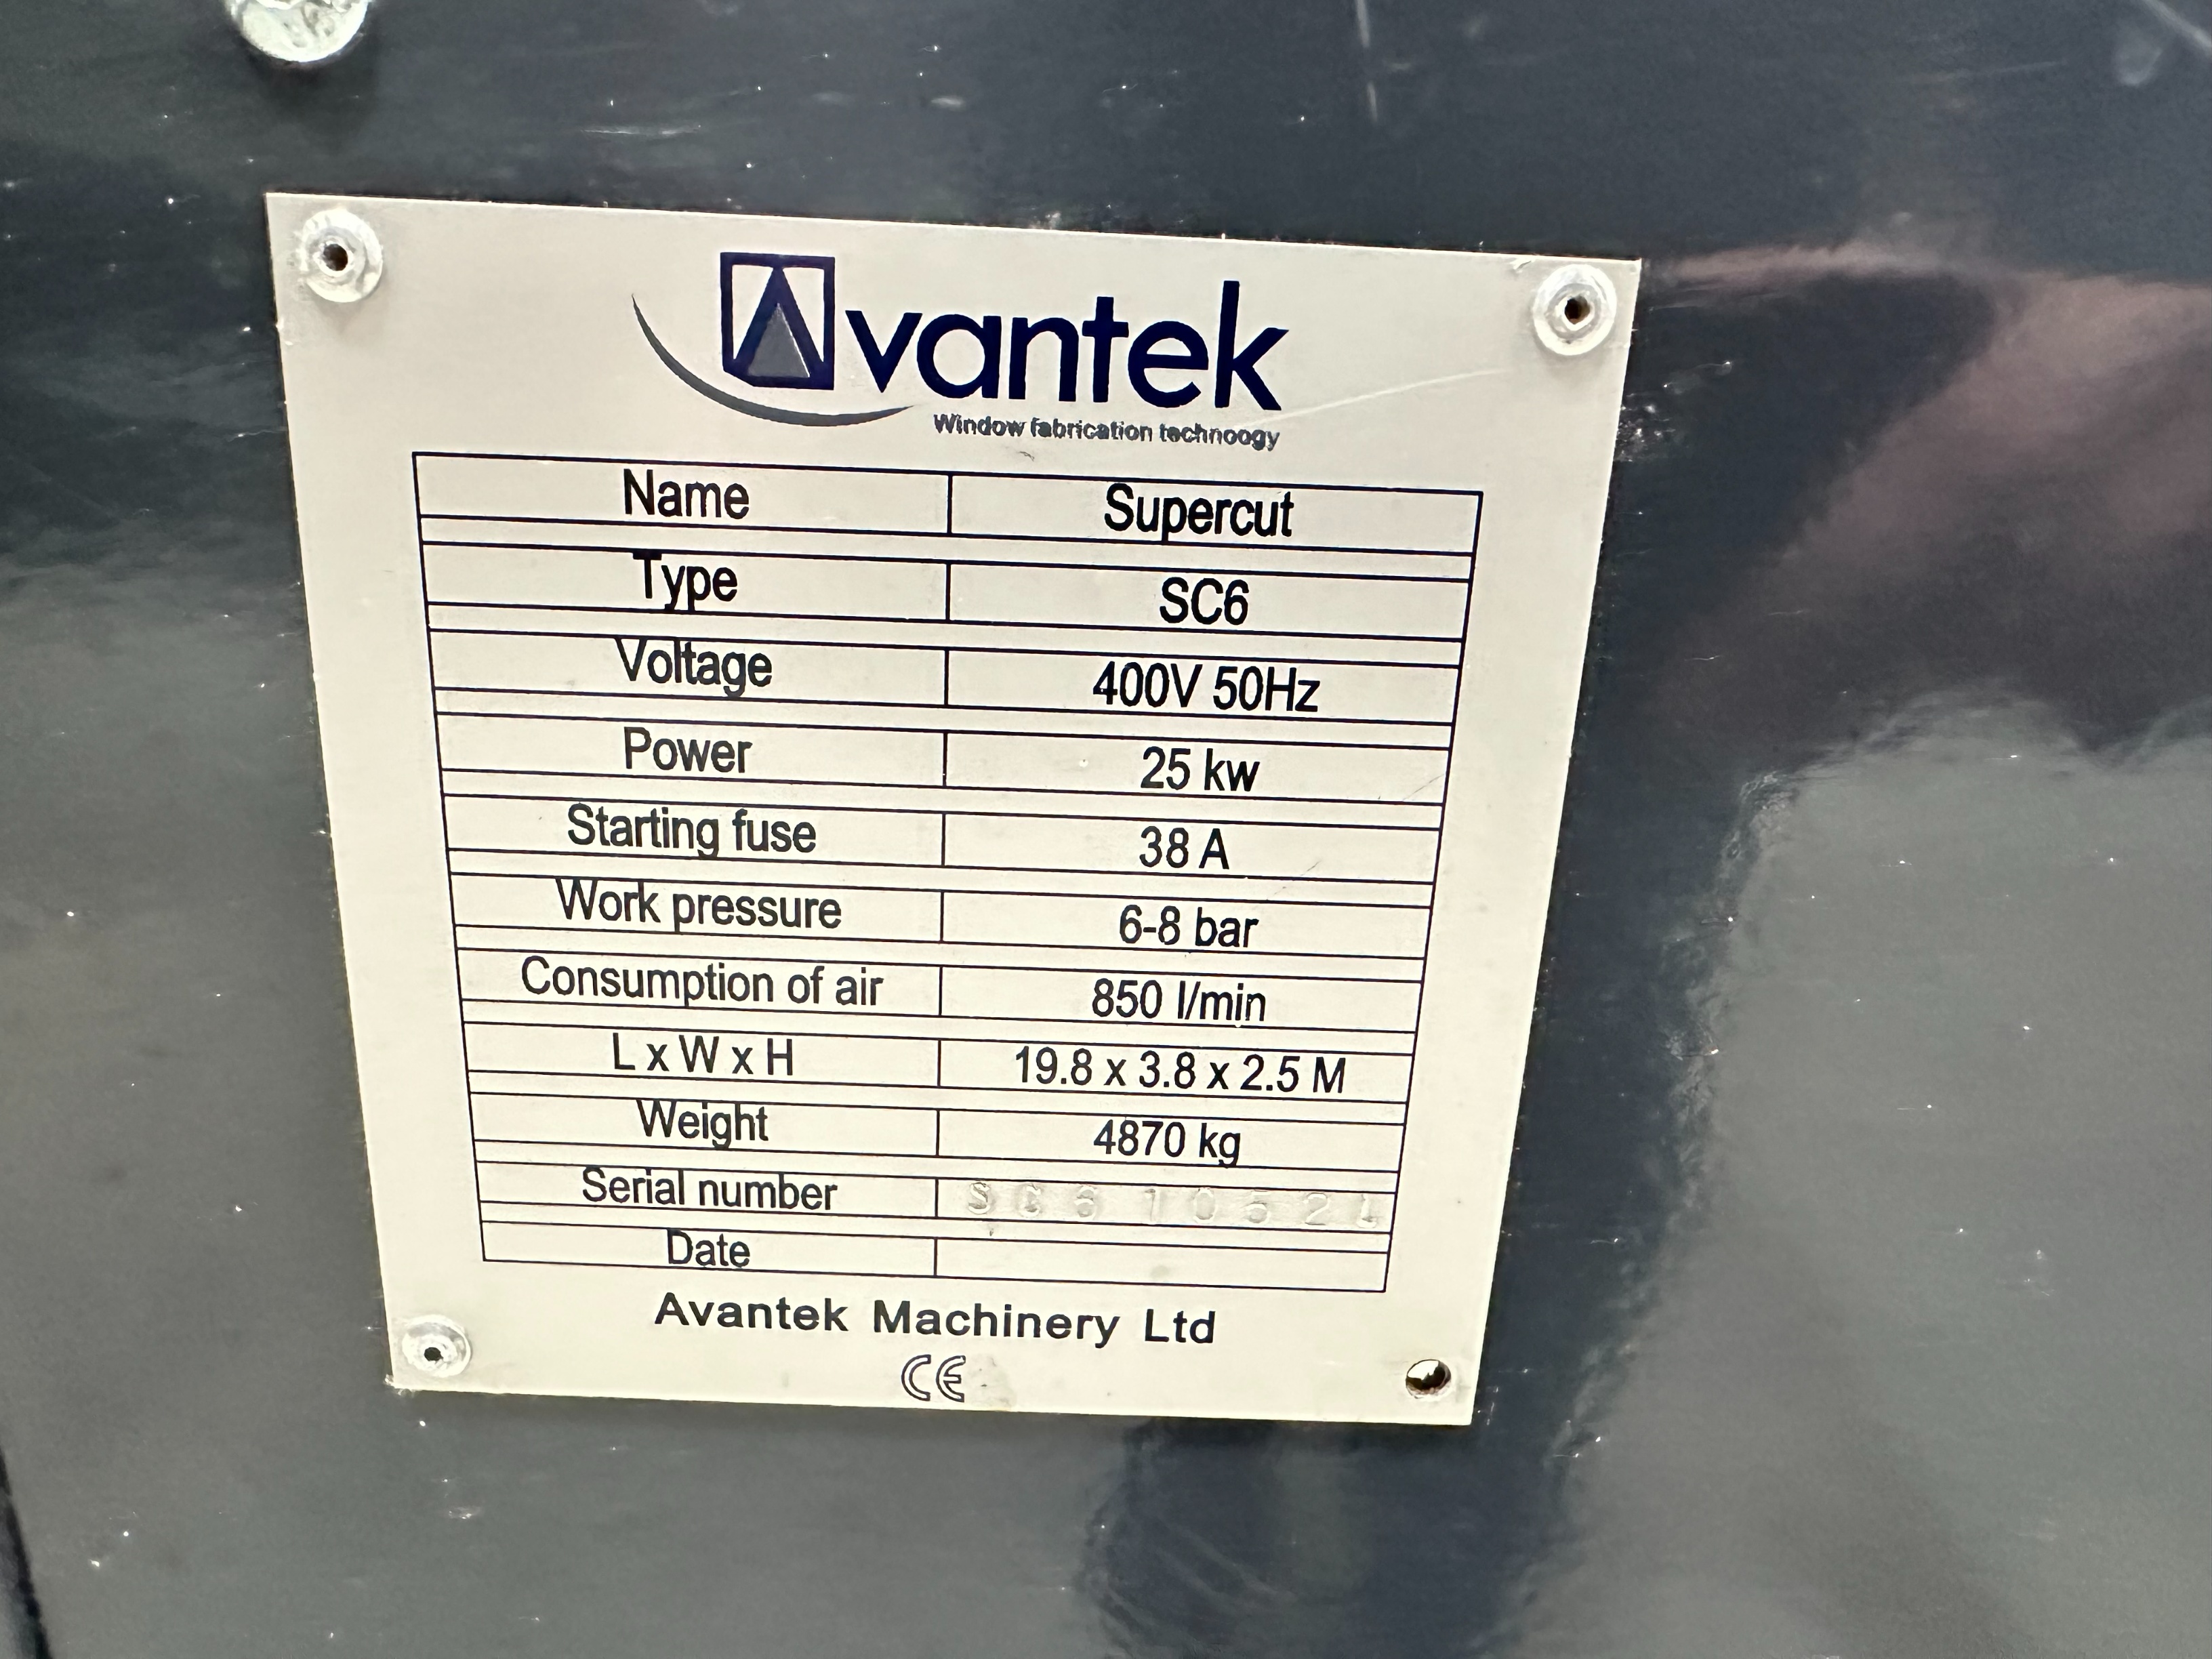 Avantek
Window fabrication technoogy
Name Supercut
Type SC6
Voltage 400V 50Hz
Power 25 kw
Starting fuse 38 A
Work pressure 6-8 bar
Consumption of air 850 l/min
L x W x H 19.8 x 3.8 x 2.5 M
Weight 4870 kg
Serial number
Date
Avantek Machinery Ltd
CE